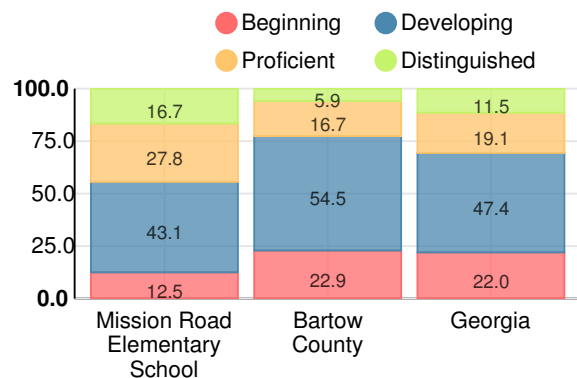 Beginning
Developing
Proficient
Distinguished
100.0
75.0
50.0
25.0
0.0
16.7
27.8
43.1
12.5
5.9
16.7
54.5
22.9
11.5
19.1
47.4
22.0
Mission Road
Elementary
School
Bartow
County
Georgia